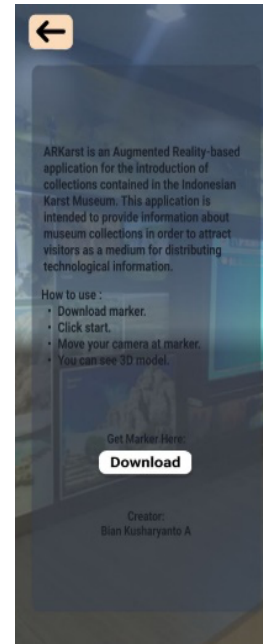 ARKarst is an Augmented Reality-based
application for the introduction of
collections contained in the Indonesian
Karst Museum. This application is
intended to provide information about
museum collections in order to attract
visitors as a medium for distributing
technological information.
How to use :
• Download marker.
• Click start.
• Move your camera at marker.
• You can see 3D model.
Get Marker Here:
Download
Creator:
Bian Kusharyanto A